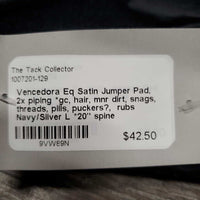 The Tack Collector
1007201-129
Vencedora Eq Satin Jumper Pad,
2x piping *gc, hair, mnr dirt, snags,
threads, pills, puckers?, rubs
Navy/Silver L *20" spine
$42.50
9VWE9N